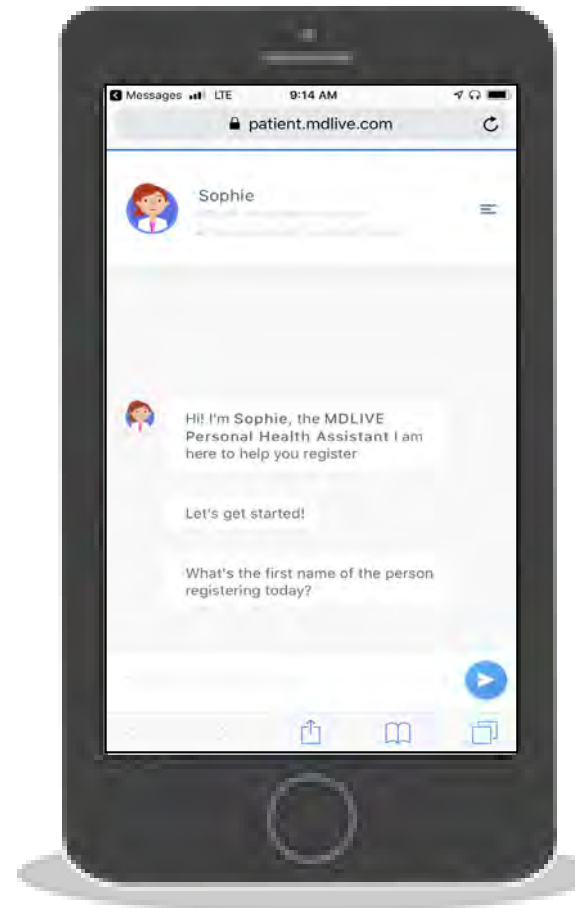 Messages LTE 9:14 AM
patient.mdlive.com
Sophie
Hi! I'm Sophie, the MDLIVE
Personal Health Assistant I am
here to help you register
Let's get started!
What's the first name of the person
registering today?